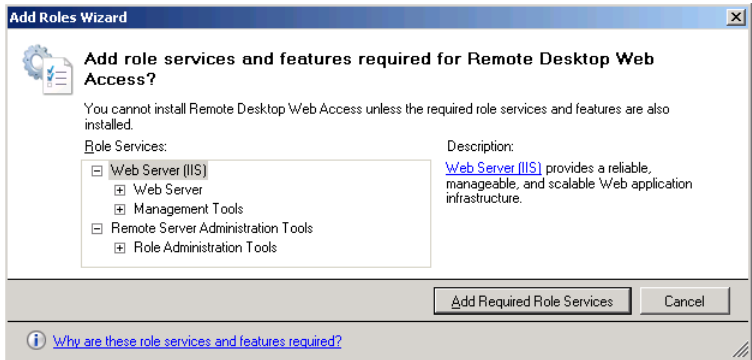 Add Roles Wizard
Add role services and features required for Remote Desktop Web
Access?
You cannot install Remote Desktop Web Access unless the required role services and features are also
installed.
Role Services:
Web Server (IIS)
Web Server
Management Tools
Remote Server Administration Tools
Role Administration Tools
Description:
Web Server (IIS) provides a reliable,
manageable, and scalable Web application
infrastructure.
Add Required Role Services
Cancel
Why are these role services and features required?